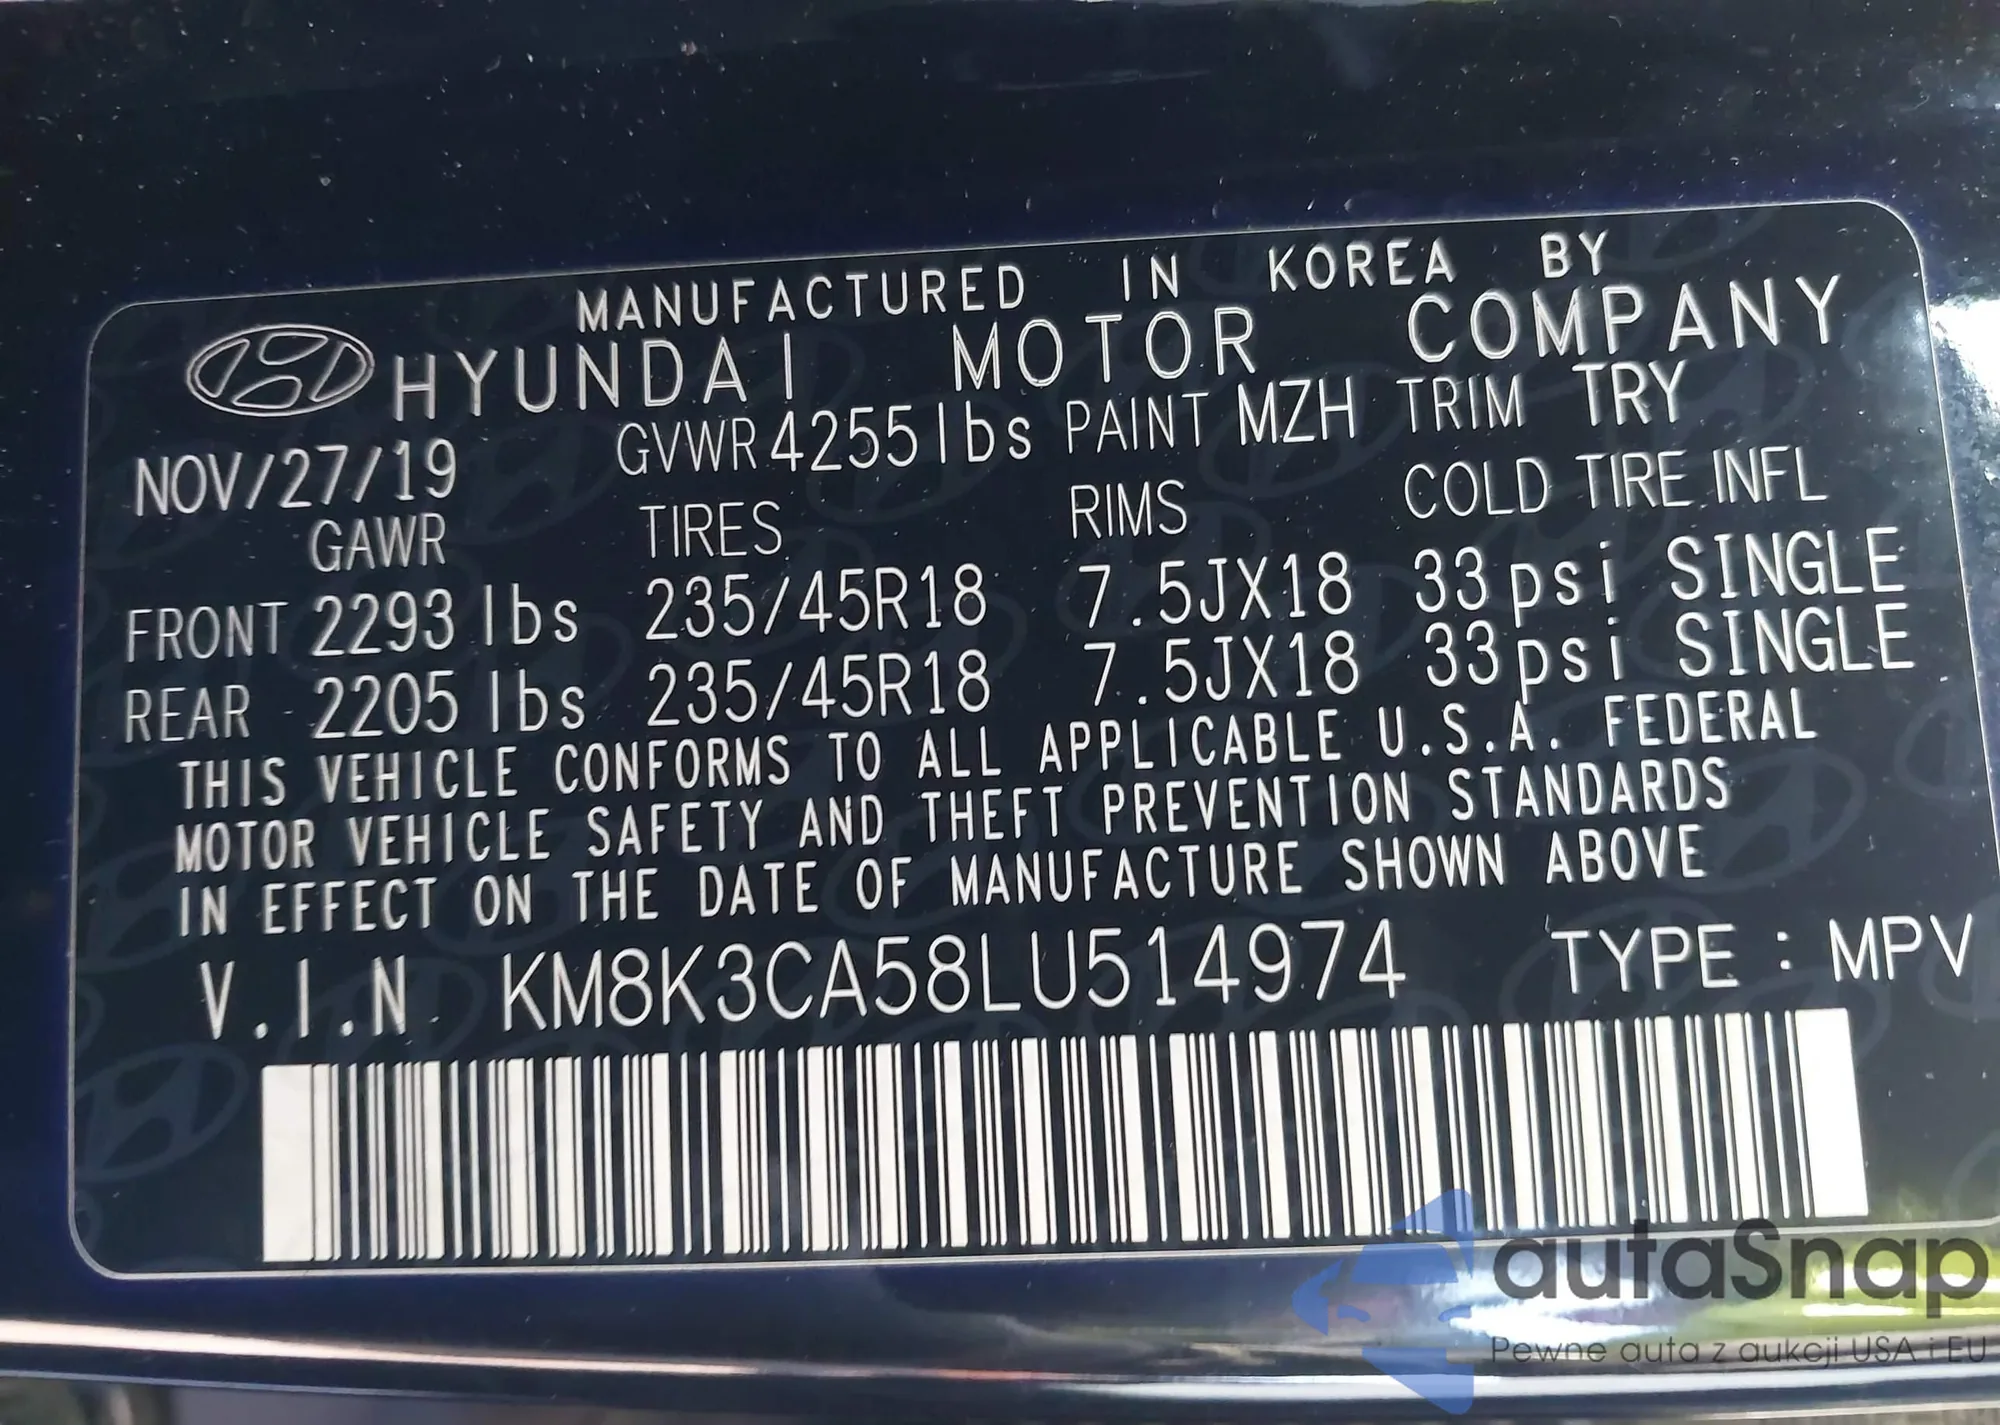 MANUFACTURED IN KOREA BY
HYUNDAI MOTOR COMPANY
NOV/27/19 GVWR 4255lbs PAINT MZH TRIM TRY
GAWR TIRES RIMS COLD TIRE INFL
FRONT 2293 lbs 235/45R18 7.5JX18 33psi SINGLE
REAR 2205 lbs 235/45R18 7.5JX18 33psi SINGLE
THIS VEHICLE CONFORMS TO ALL APPLICABLE U.S.A. FEDERAL
MOTOR VEHICLE SAFETY AND THEFT PREVENTION STANDARDS
IN EFFECT ON THE DATE OF MANUFACTURE SHOWN ABOVE
V.I.N KM8K3CA58LU514974 TYPE : MPV
autaSnap
Pewne auta z aukcji USA i EU